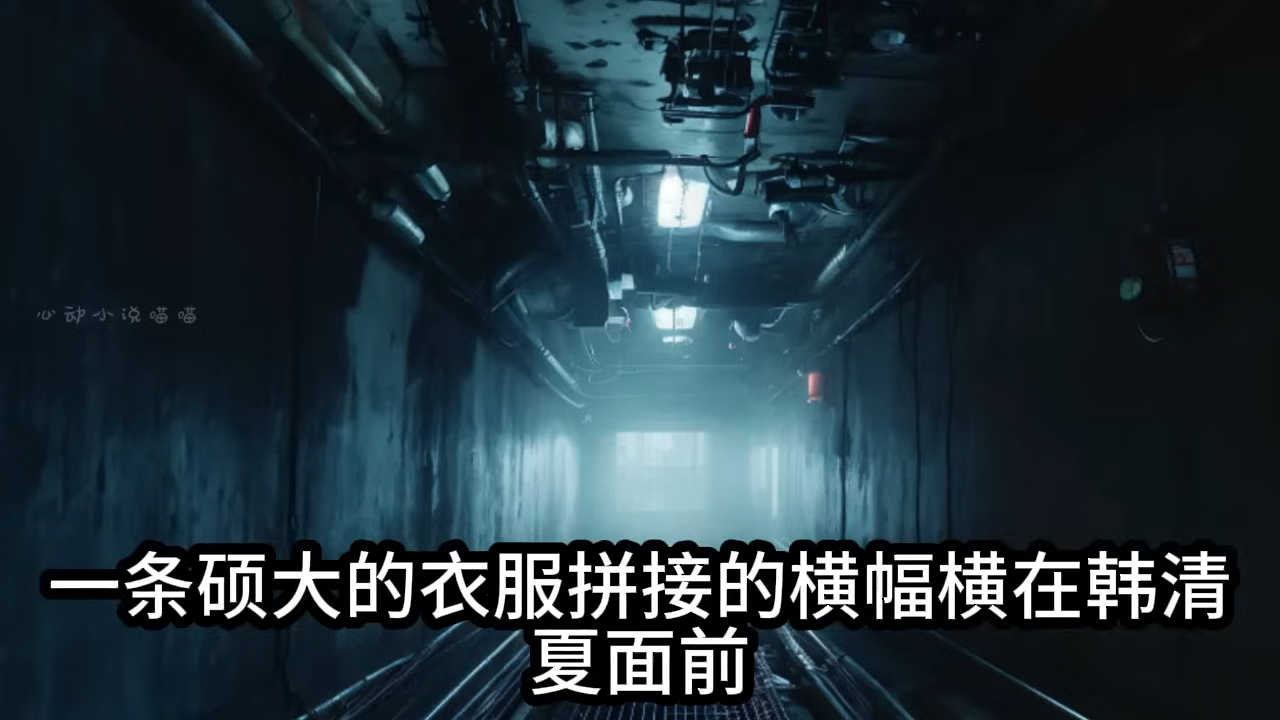 心动小说喵喵
一条硕大的衣服拼接的横幅横在韩清
夏面前